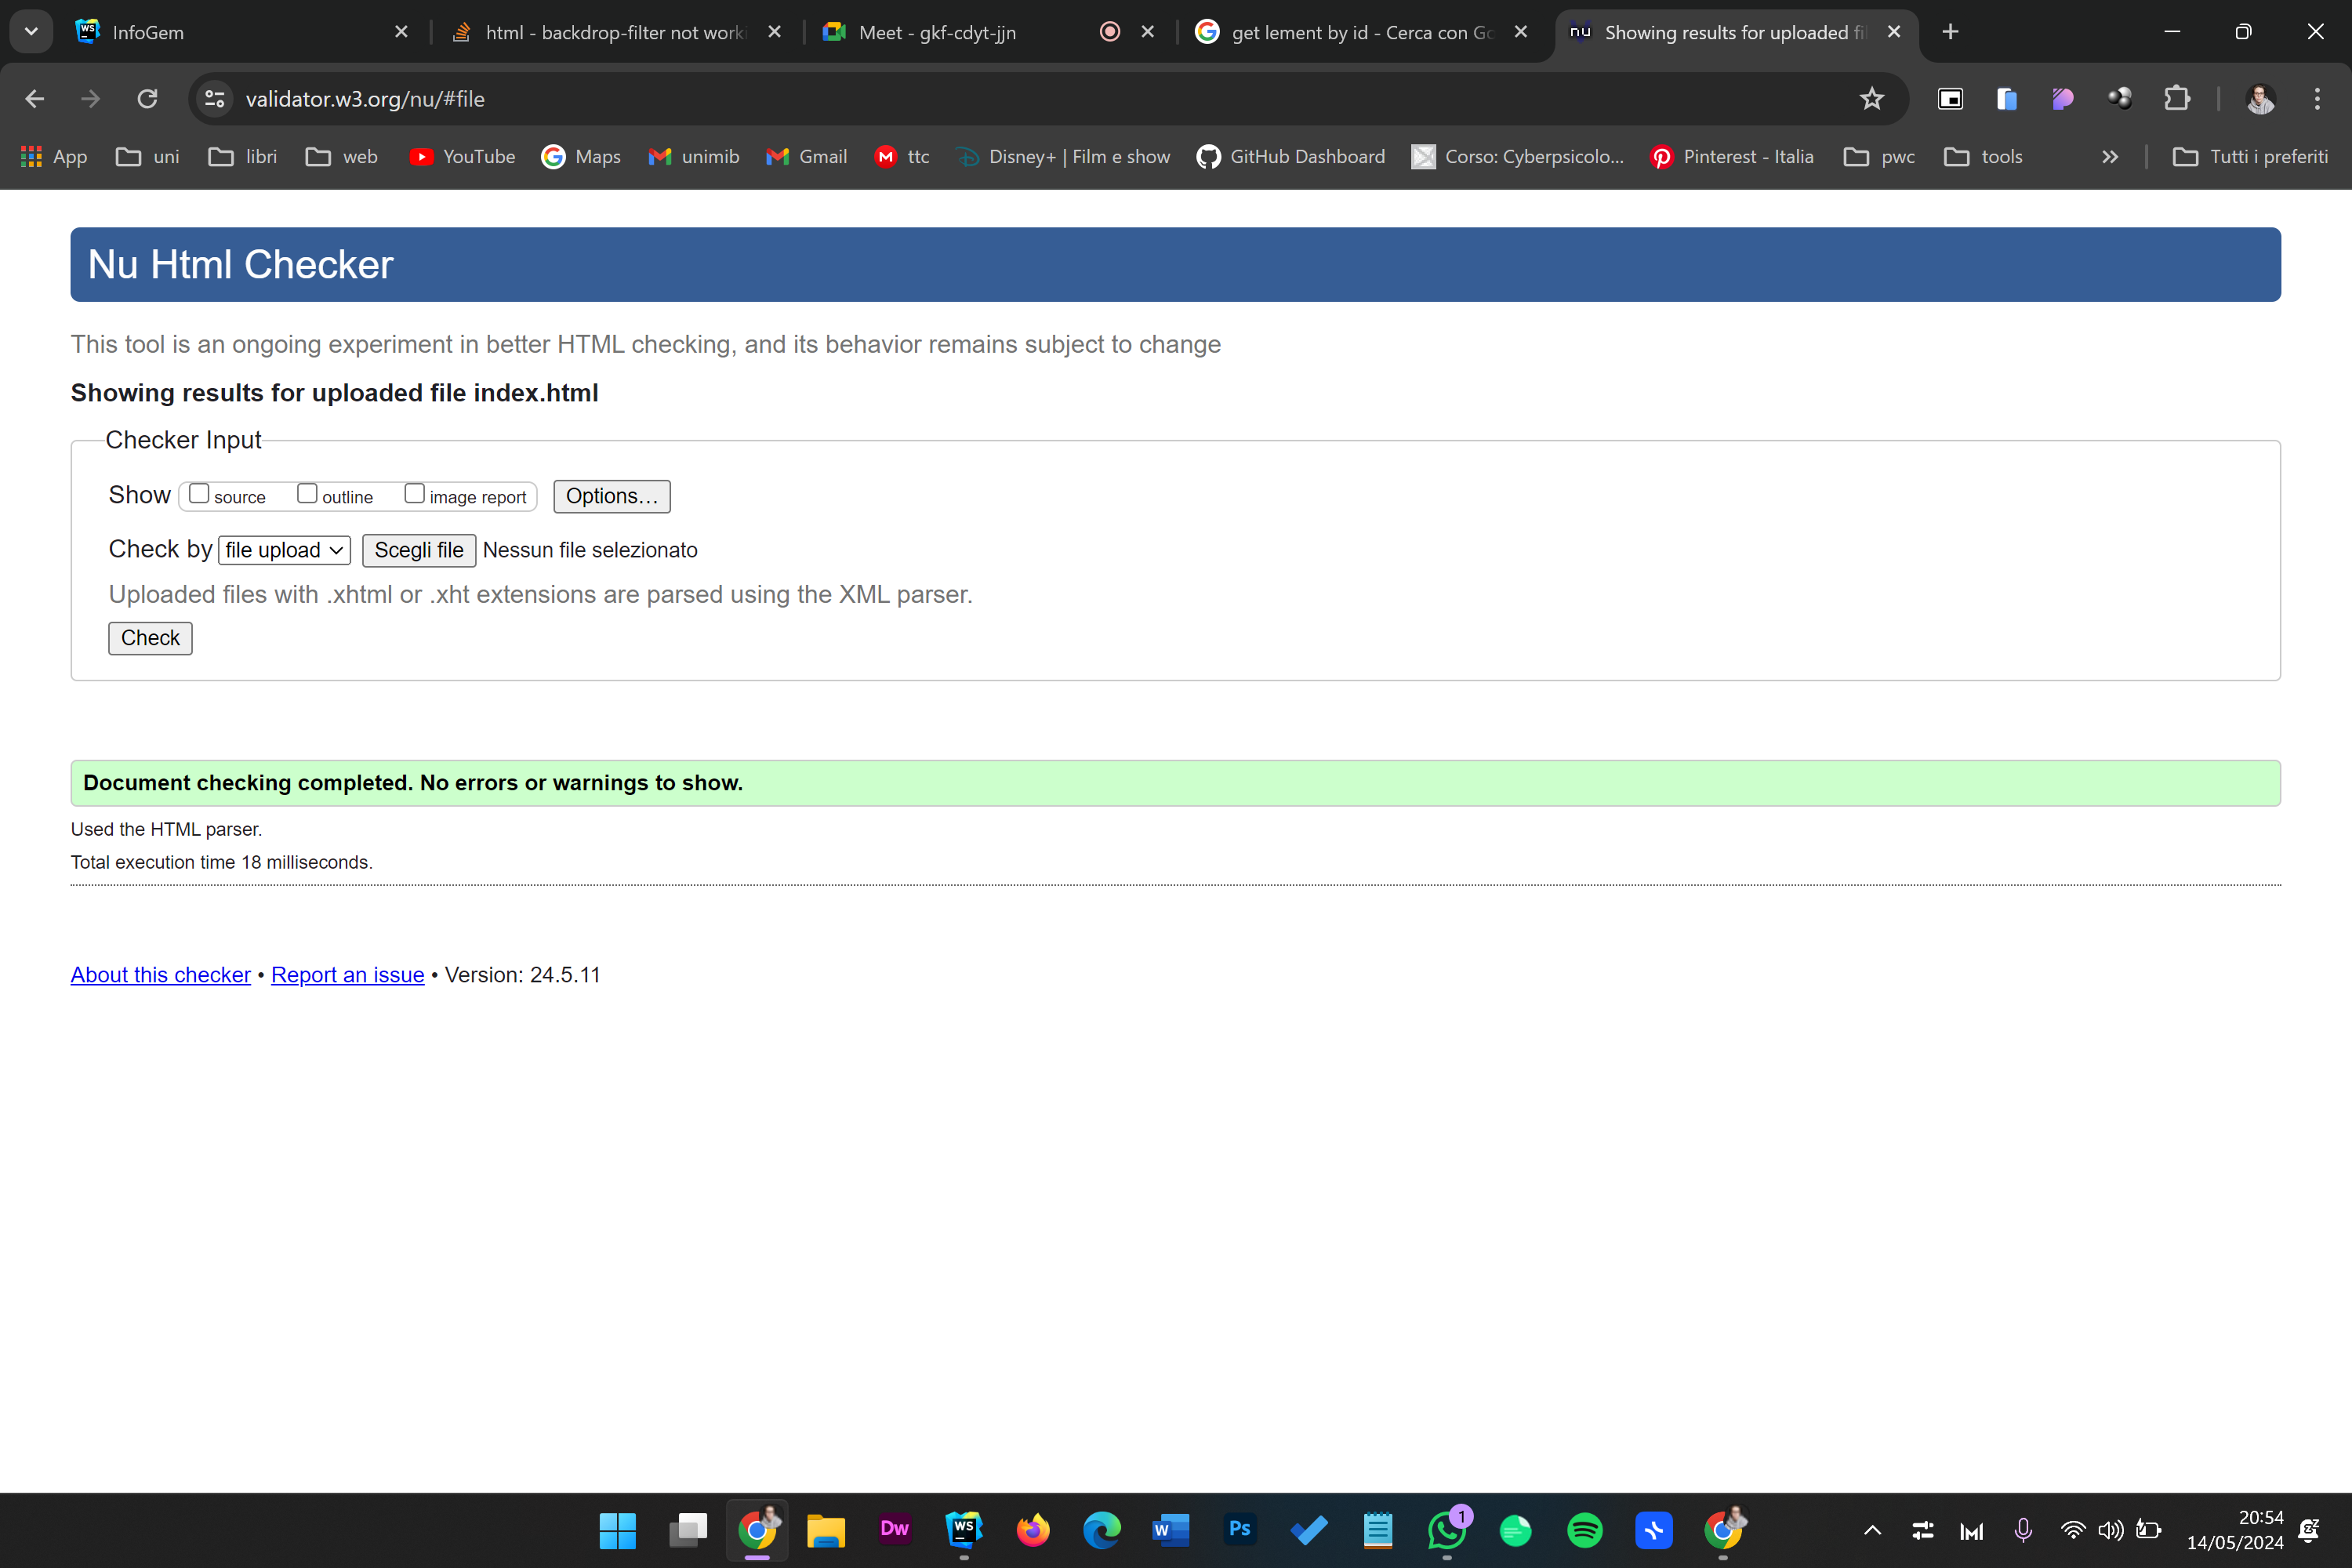 InfoGem
html - backdrop-filter not worki
Meet - gkf-cdyt-jjn
get lement by id - Cerca con Go
nu
Showing results for uploaded fi
validator.w3.org/nu/#file
App
uni
libri
web
YouTube
Maps
unimib
Gmail
ttc
Disney+ | Film e show
GitHub Dashboard
Corso: Cyberpsicolo...
Pinterest - Italia
pwc
tools
Tutti i preferiti
Nu Html Checker
This tool is an ongoing experiment in better HTML checking, and its behavior remains subject to change
Showing results for uploaded file index.html
Checker Input
Show source outline image report Options...
Check by file upload Scegli file Nessun file selezionato
Uploaded files with .xhtml or .xht extensions are parsed using the XML parser.
Check
Document checking completed. No errors or warnings to show.
Used the HTML parser.
Total execution time 18 milliseconds.
About this checker • Report an issue • Version: 24.5.11
Dw
WS
W
Ps
1
20:54
14/05/2024